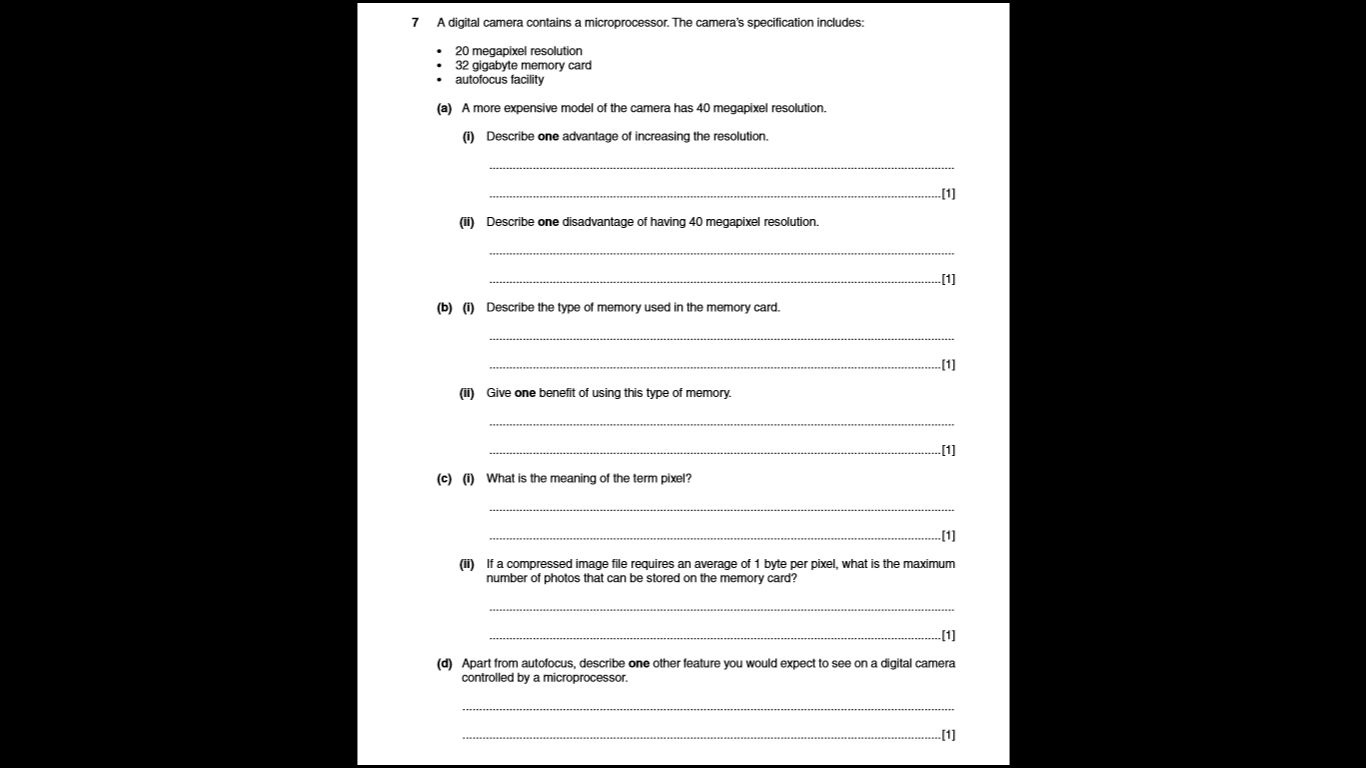 7 A digital camera contains a microprocessor. The camera's specification includes:
• 20 megapixel resolution
• 32 gigabyte memory card
• autofocus facility
(a) A more expensive model of the camera has 40 megapixel resolution.
(i) Describe one advantage of increasing the resolution.
[1]
(ii) Describe one disadvantage of having 40 megapixel resolution.
[1]
(b) (i) Describe the type of memory used in the memory card.
[1]
(ii) Give one benefit of using this type of memory.
[1]
(c) (i) What is the meaning of the term pixel?
[1]
(ii) If a compressed image file requires an average of 1 byte per pixel, what is the maximum
number of photos that can be stored on the memory card?
[1]
(d) Apart from autofocus, describe one other feature you would expect to see on a digital camera
controlled by a microprocessor.
[1]